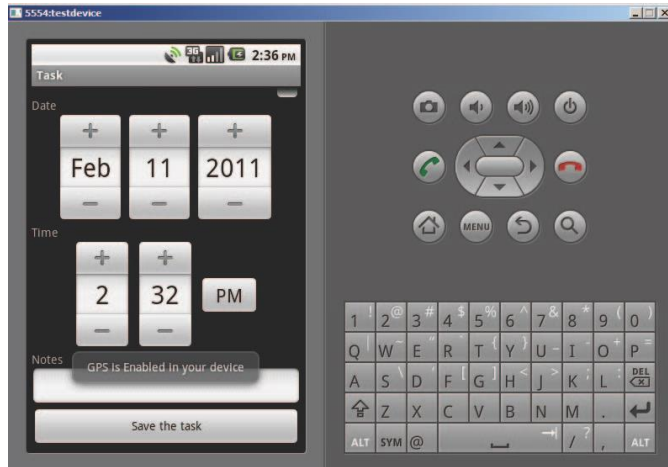 5554:testdevice
3G 2:36 PM
Task
Date
+ + +
Feb 11 2011
- - -
Time
+ +
2 32 PM
- -
Notes
GPS Is Enabled in your device
Save the task
MENU
1 ! 2 @ 3 # 4 $ 5 % 6 ^ 7 & 8 * 9 ( 0 )
Q | W ~ E " R ` T { Y } U _ I - O + P =
A S \ D ' F [ G ] H < J > K ; L : DEL
Z X C V B N M .
ALT SYM @ / ? , ALT